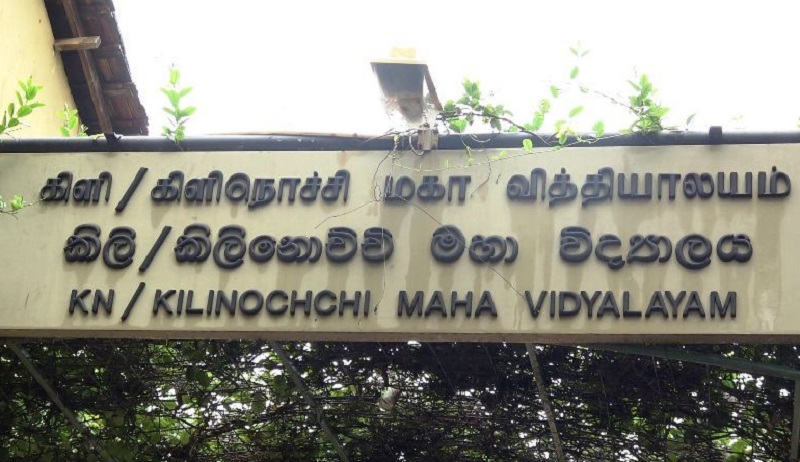 கிளி/கிளிநொச்சி மகா வித்தியாலயம்
කිලි/කිලිනොච්චි මහා විද්‍යාලය
KN/KILINOCHCHI MAHA VIDYALAYAM